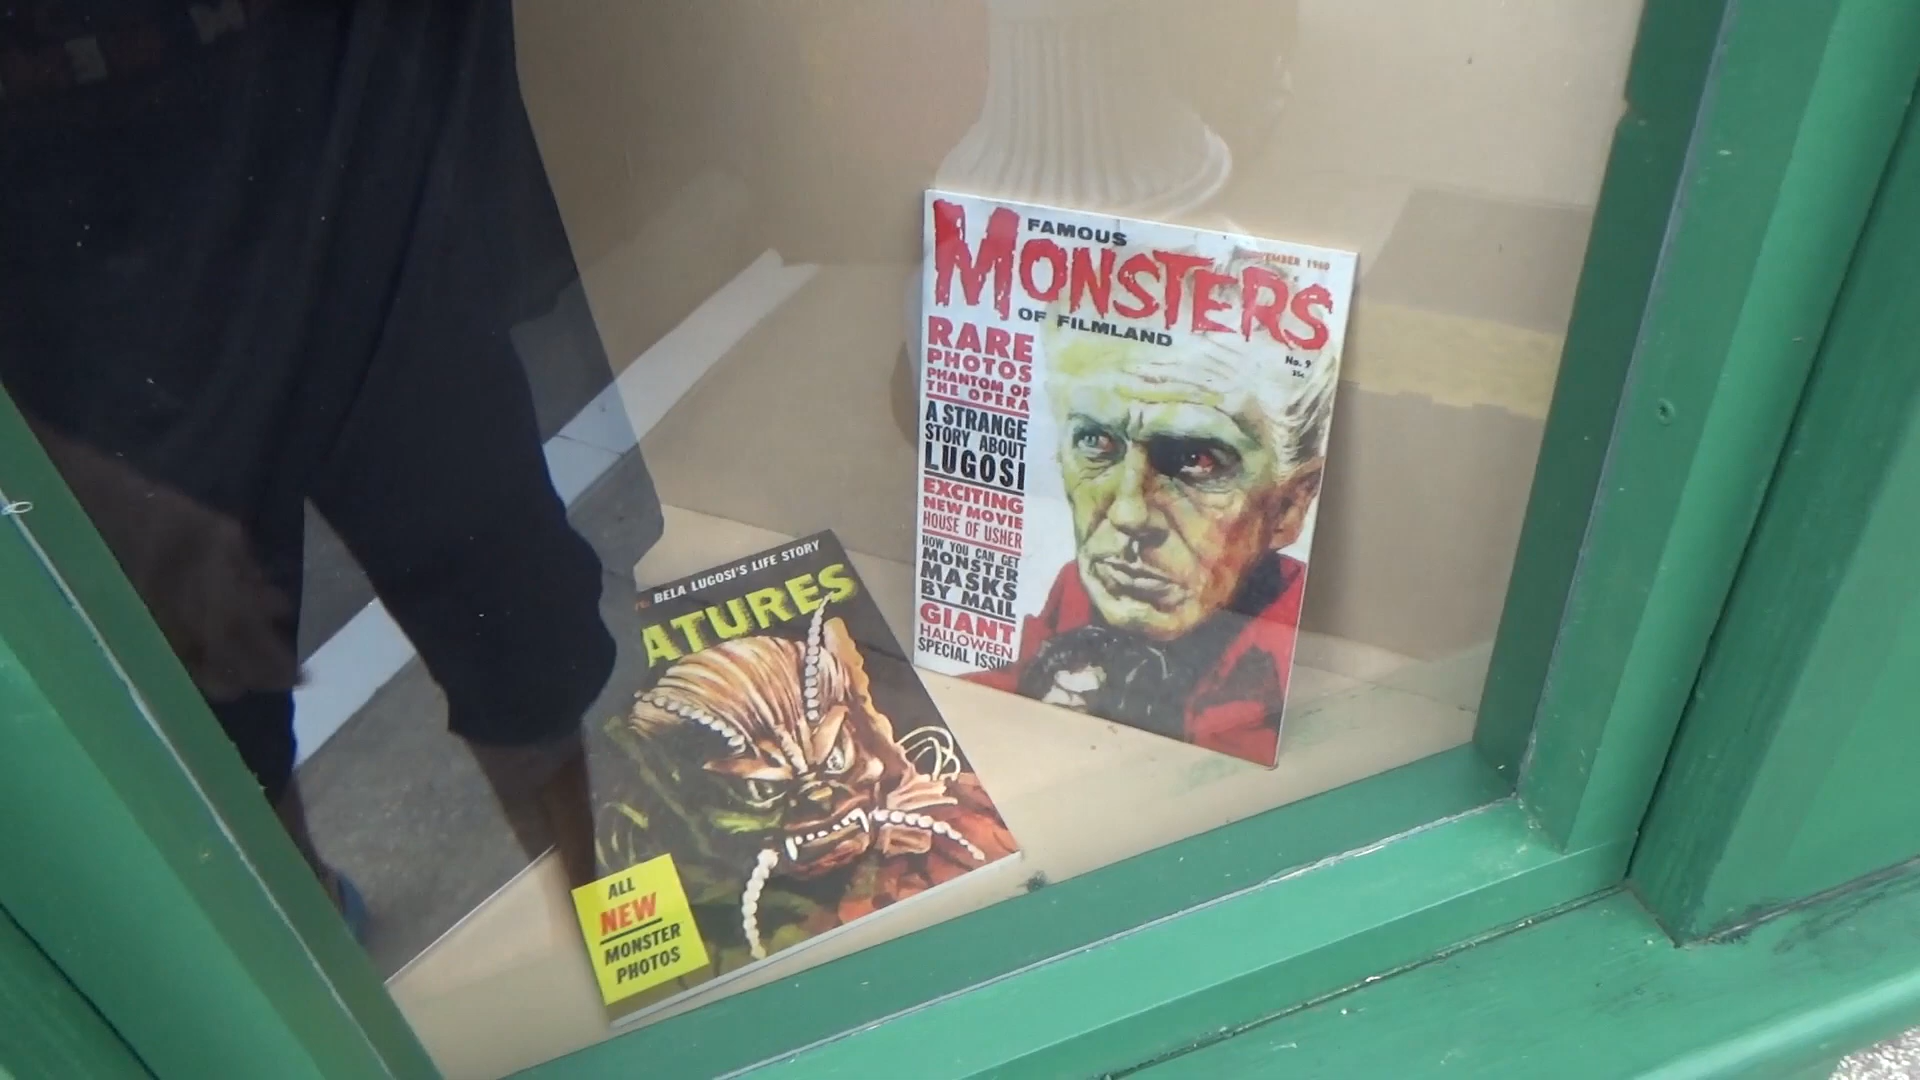 FAMOUS
MONSTERS
OF FILMLAND
1960
No. 9
35c
RARE
PHOTOS
PHANTOM OF
THE OPERA
A STRANGE
STORY ABOUT
LUGOSI
EXCITING
NEW MOVIE
HOUSE OF USHER
HOW YOU CAN GET
MONSTER
MASKS
BY MAIL
GIANT
HALLOWEEN
SPECIAL ISSU
BELA LUGOSI'S LIFE STORY
ATURES
ALL
NEW
MONSTER
PHOTOS